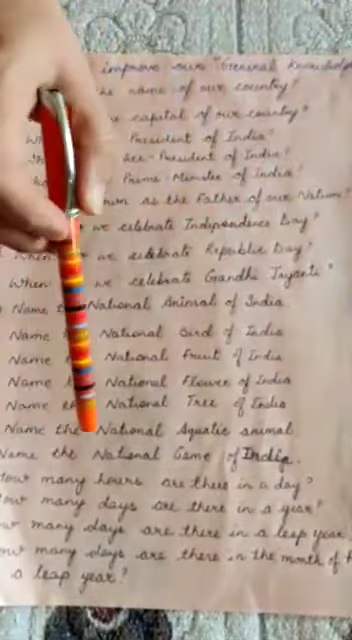 improve our "General Knowledge
the name of our country?
capital of our country?
President of India?
Vice-President of India?
Prime-Minister of India?
as the Father of our Nation?
we celebrate Independence Day?
When we celebrate Republic Day?
When we celebrate Gandhi Jayanti?
Name National Animal of India.
Name National Bird of India
Name National Fruit of India
Name National Flower of India
Name National Tree of India
Name the National Aquatic animal
Name the National Game of India.
How many hours are there in a day?
How many days are there in a year?
many days are there in a leap year
How many days are there in the month of
a leap year?